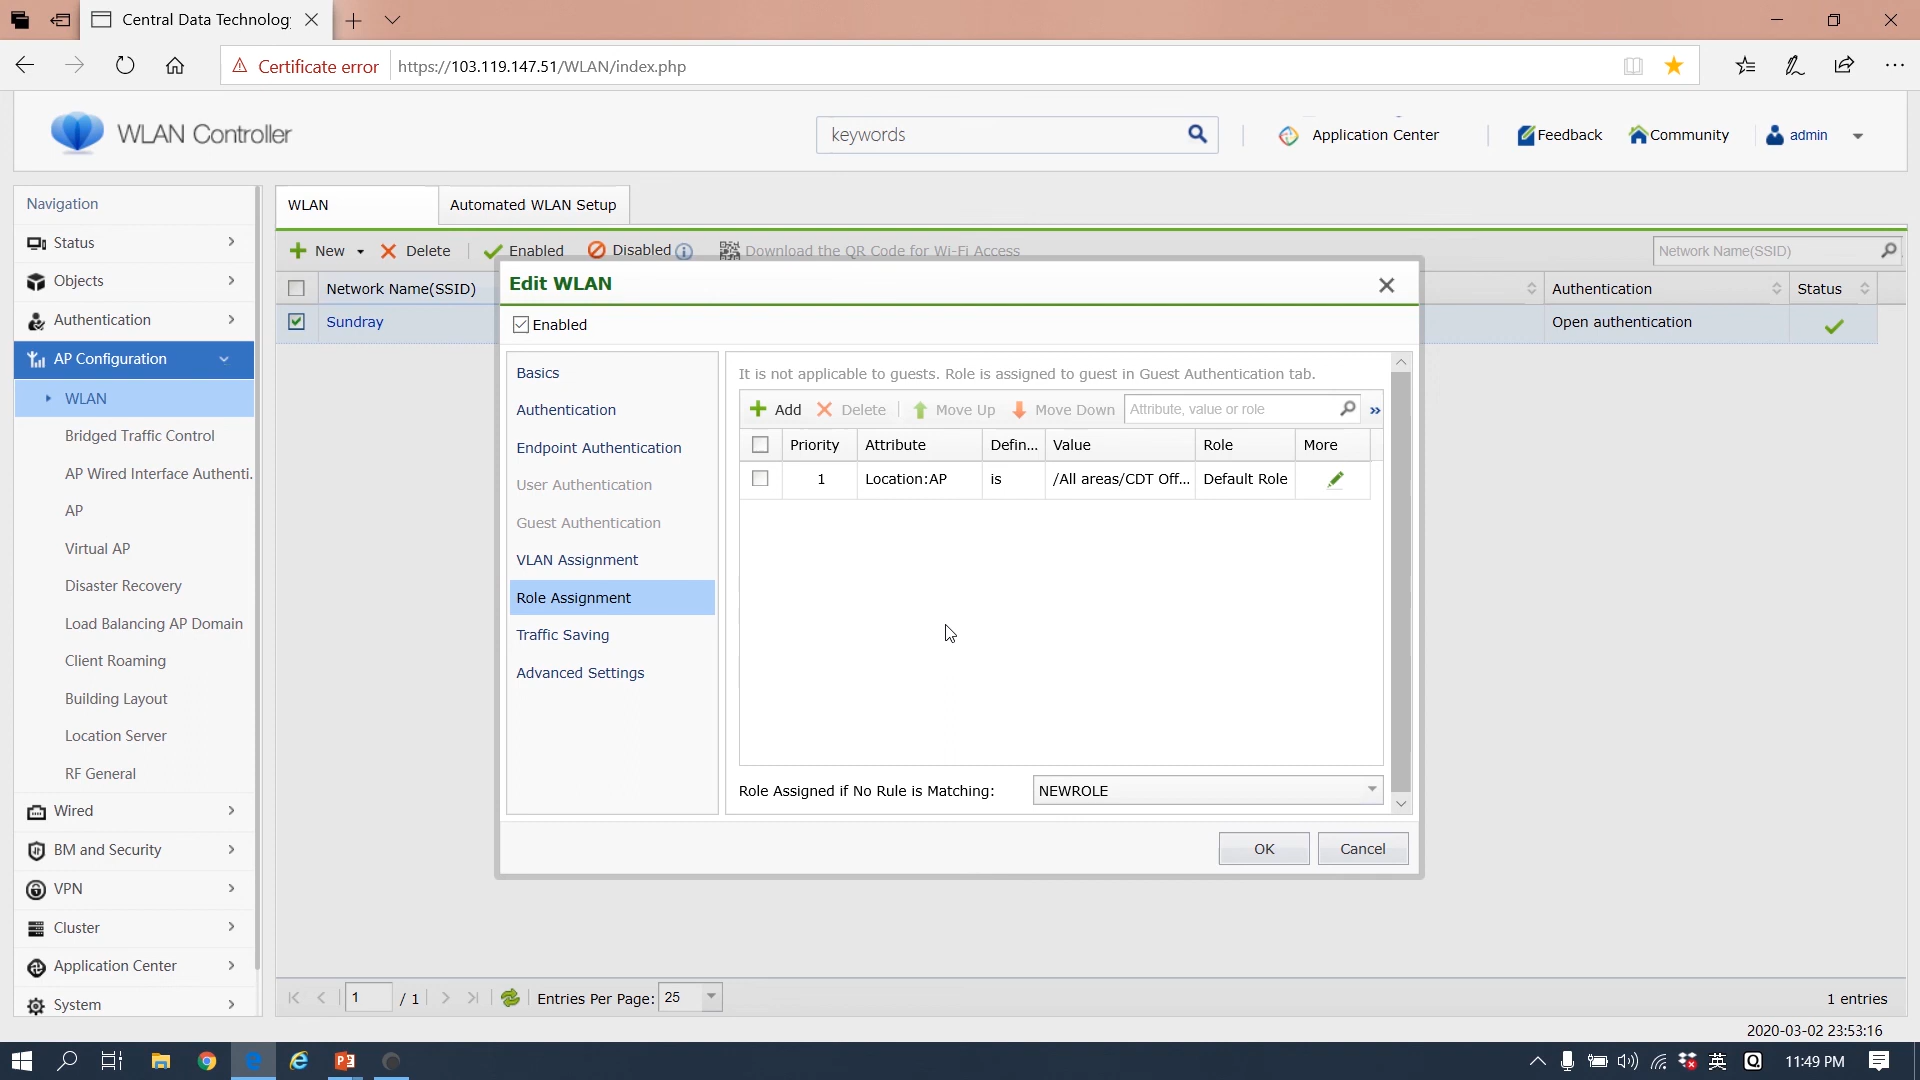 Central Data Technolog
Certificate error https://103.119.147.51/WLAN/index.php
WLAN Controller
keywords
Application Center
Feedback
Community
admin
Navigation
Status
Objects
Authentication
AP Configuration
WLAN
Bridged Traffic Control
AP Wired Interface Authenti.
AP
Virtual AP
Disaster Recovery
Load Balancing AP Domain
Client Roaming
Building Layout
Location Server
RF General
Wired
BM and Security
VPN
Cluster
Application Center
System
WLAN
Automated WLAN Setup
New Delete Enabled Disabled Download the QR Code for Wi-Fi Access
Network Name(SSID)
Network Name(SSID) Authentication Status
Sundray Open authentication
Edit WLAN
Enabled
Basics
Authentication
Endpoint Authentication
User Authentication
Guest Authentication
VLAN Assignment
Role Assignment
Traffic Saving
Advanced Settings
It is not applicable to guests. Role is assigned to guest in Guest Authentication tab.
Add Delete Move Up Move Down Attribute, value or role »
Priority Attribute Defin... Value Role More
1 Location:AP is /All areas/CDT Off... Default Role
Role Assigned if No Rule is Matching: NEWROLE
OK Cancel
1 / 1 Entries Per Page: 25
1 entries
2020-03-02 23:53:16
英 11:49 PM